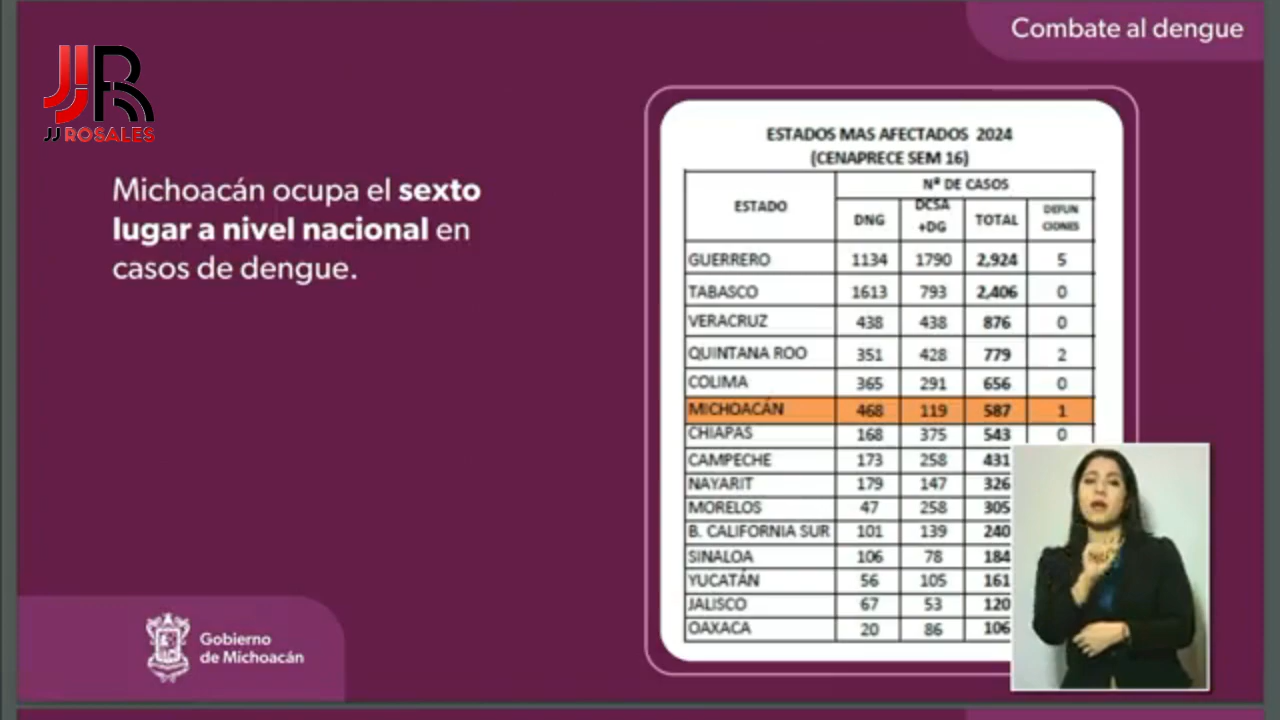 Combate al dengue
JJR
JJ ROSALES
Michoacán ocupa el sexto
lugar a nivel nacional en
casos de dengue.
ESTADOS MAS AFECTADOS 2024
(CENAPRECE SEM 16)
ESTADO Nº DE CASOS
DNG DCSA +DG TOTAL DEFUN CIONES
GUERRERO 1134 1790 2,924 5
TABASCO 1613 793 2,406 0
VERACRUZ 438 438 876 0
QUINTANA ROO 351 428 779 2
COLIMA 365 291 656 0
MICHOACÁN 468 119 587 1
CHIAPAS 168 375 543 0
CAMPECHE 173 258 431
NAYARIT 179 147 326
MORELOS 47 258 305
B. CALIFORNIA SUR 101 139 240
SINALOA 106 78 184
YUCATÁN 56 105 161
JALISCO 67 53 120
OAXACA 20 86 106
Gobierno
de Michoacán